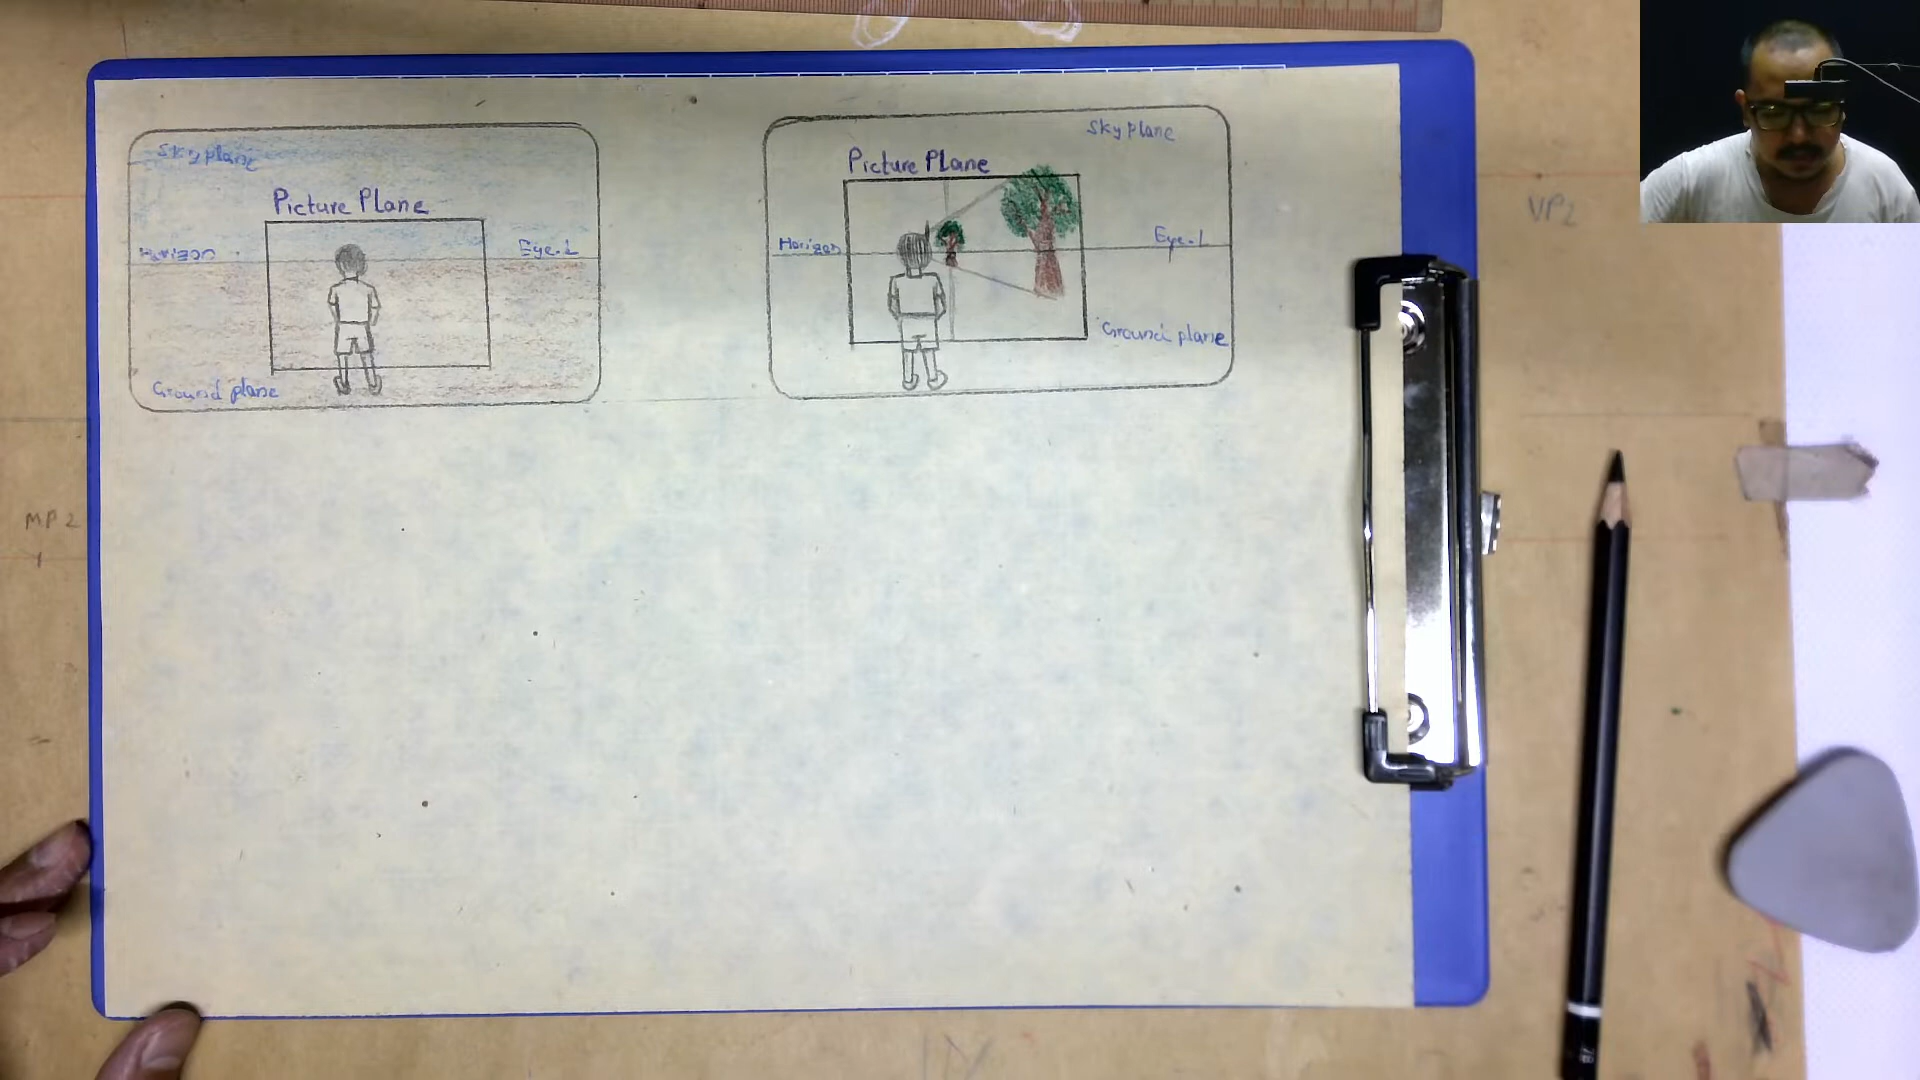 Sky plane
Picture Plane
Horizon
Eye.L
Ground plane
Sky plane
Picture Plane
Horizon
Eye.L
Ground plane
VP2
MP2